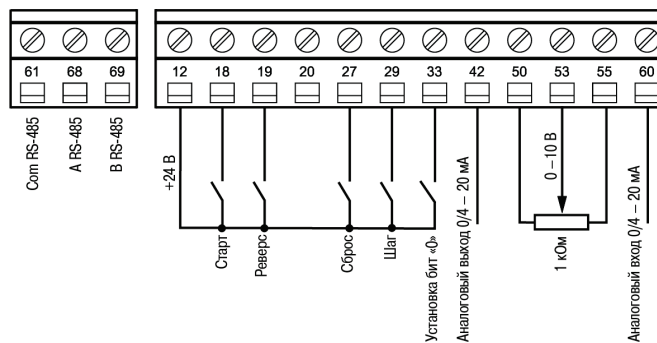 61 68 69 12 18 19 20 27 29 33 42 50 53 55 60
Com RS-485
A RS-485
B RS-485
+24 В
Старт
Реверс
Сброс
Шаг
Установка бит «0»
Аналоговый выход 0/4 – 20 мА
0 – 10 В
1 кОм
Аналоговый вход 0/4 – 20 мА